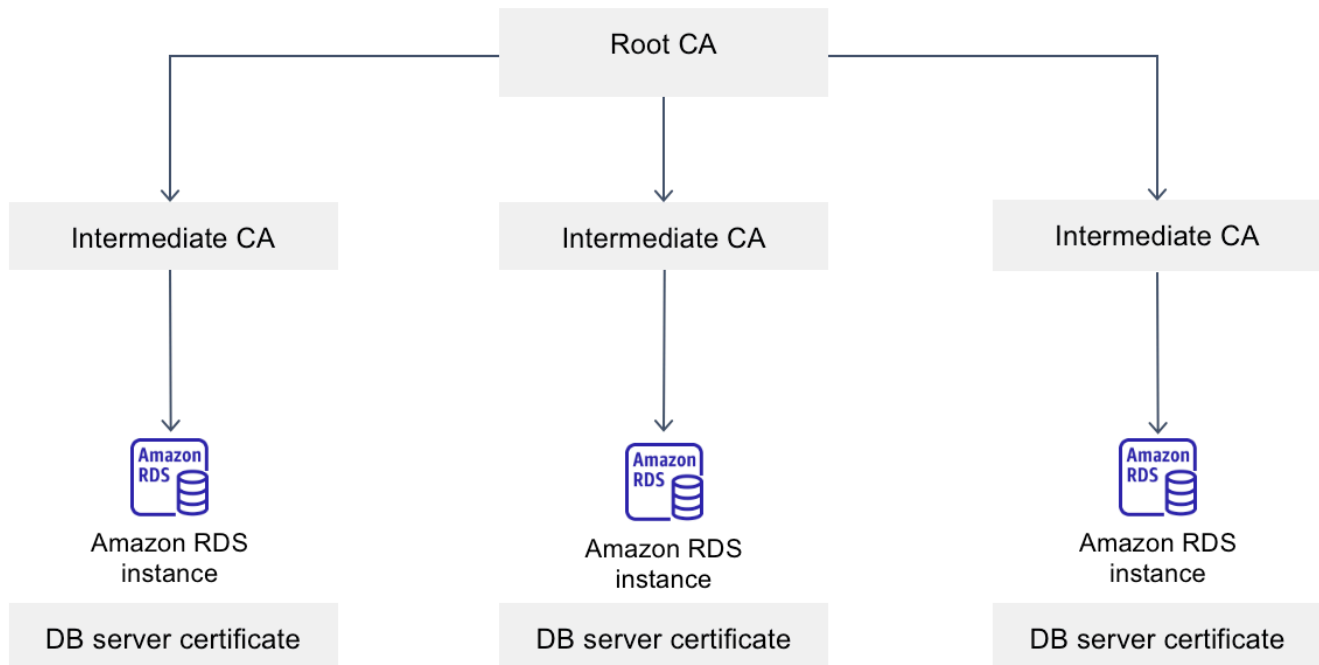 Root CA
Intermediate CA
Intermediate CA
Intermediate CA
Amazon
RDS
Amazon RDS
instance
DB server certificate
Amazon
RDS
Amazon RDS
instance
DB server certificate
Amazon
RDS
Amazon RDS
instance
DB server certificate